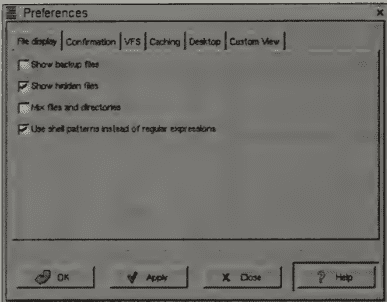 Preferences
File display Confirmation VFS Caching Desktop Custom View
Show backup files
Show hidden files
Mix files and directories
Use shell patterns instead of regular expressions
OK Apply X Close ? Help